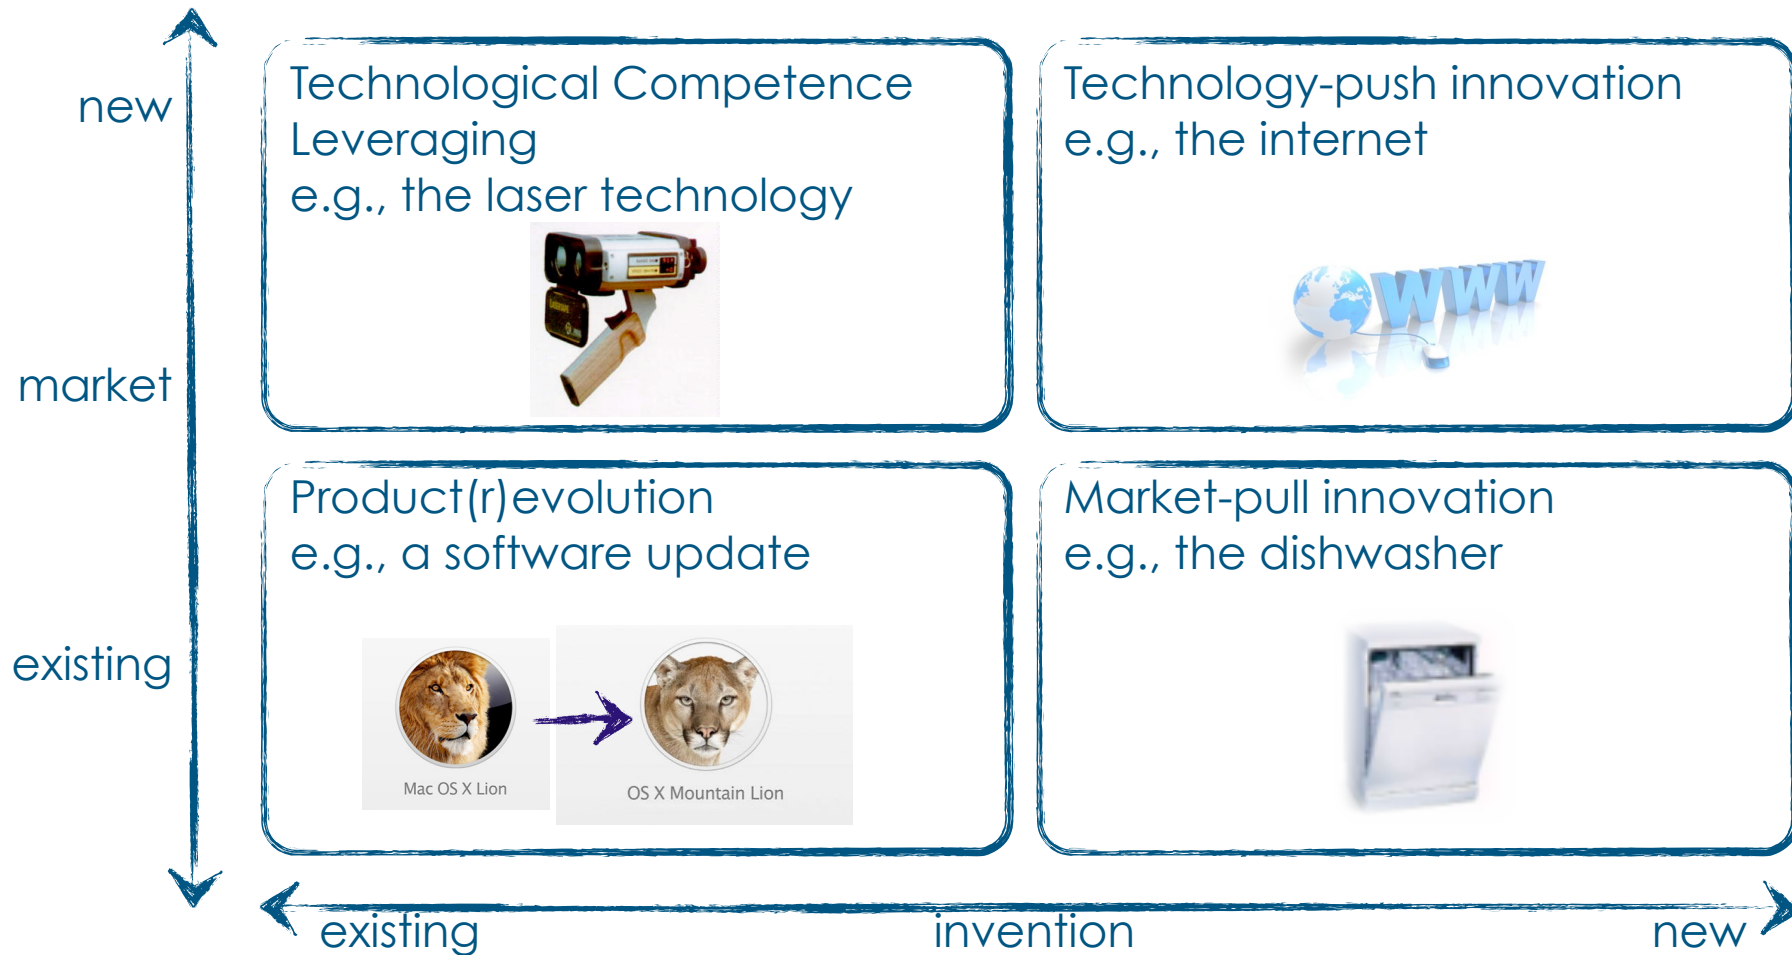 new
Technological Competence
Leveraging
e.g., the laser technology
Technology-push innovation
e.g., the internet
WWW
market
Product(r)evolution
e.g., a software update
Market-pull innovation
e.g., the dishwasher
existing
Mac OS X Lion
OS X Mountain Lion
existing
invention
new